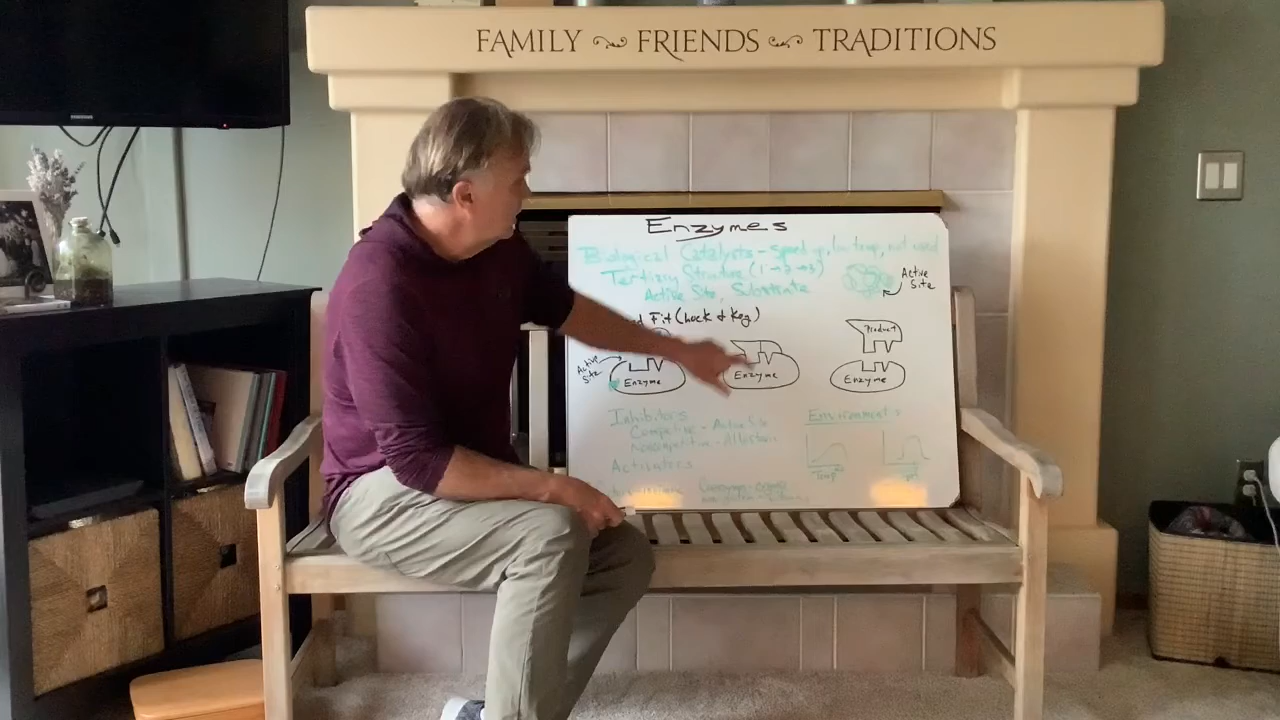 FAMILY FRIENDS TRADITIONS
Enzymes
Biological Catalysts - Speed up, low temp, not used
Tertiary Structure (1° → 2 → 3)
Active Site, Substrate
Active Site
Fit (Lock & Key)
Active Site
Enzyme
Enzyme
Product
Enzyme
Inhibitors
Competitive - Active Site
Noncompetitive - Allosteric
Activators
Environment
Temp
pH